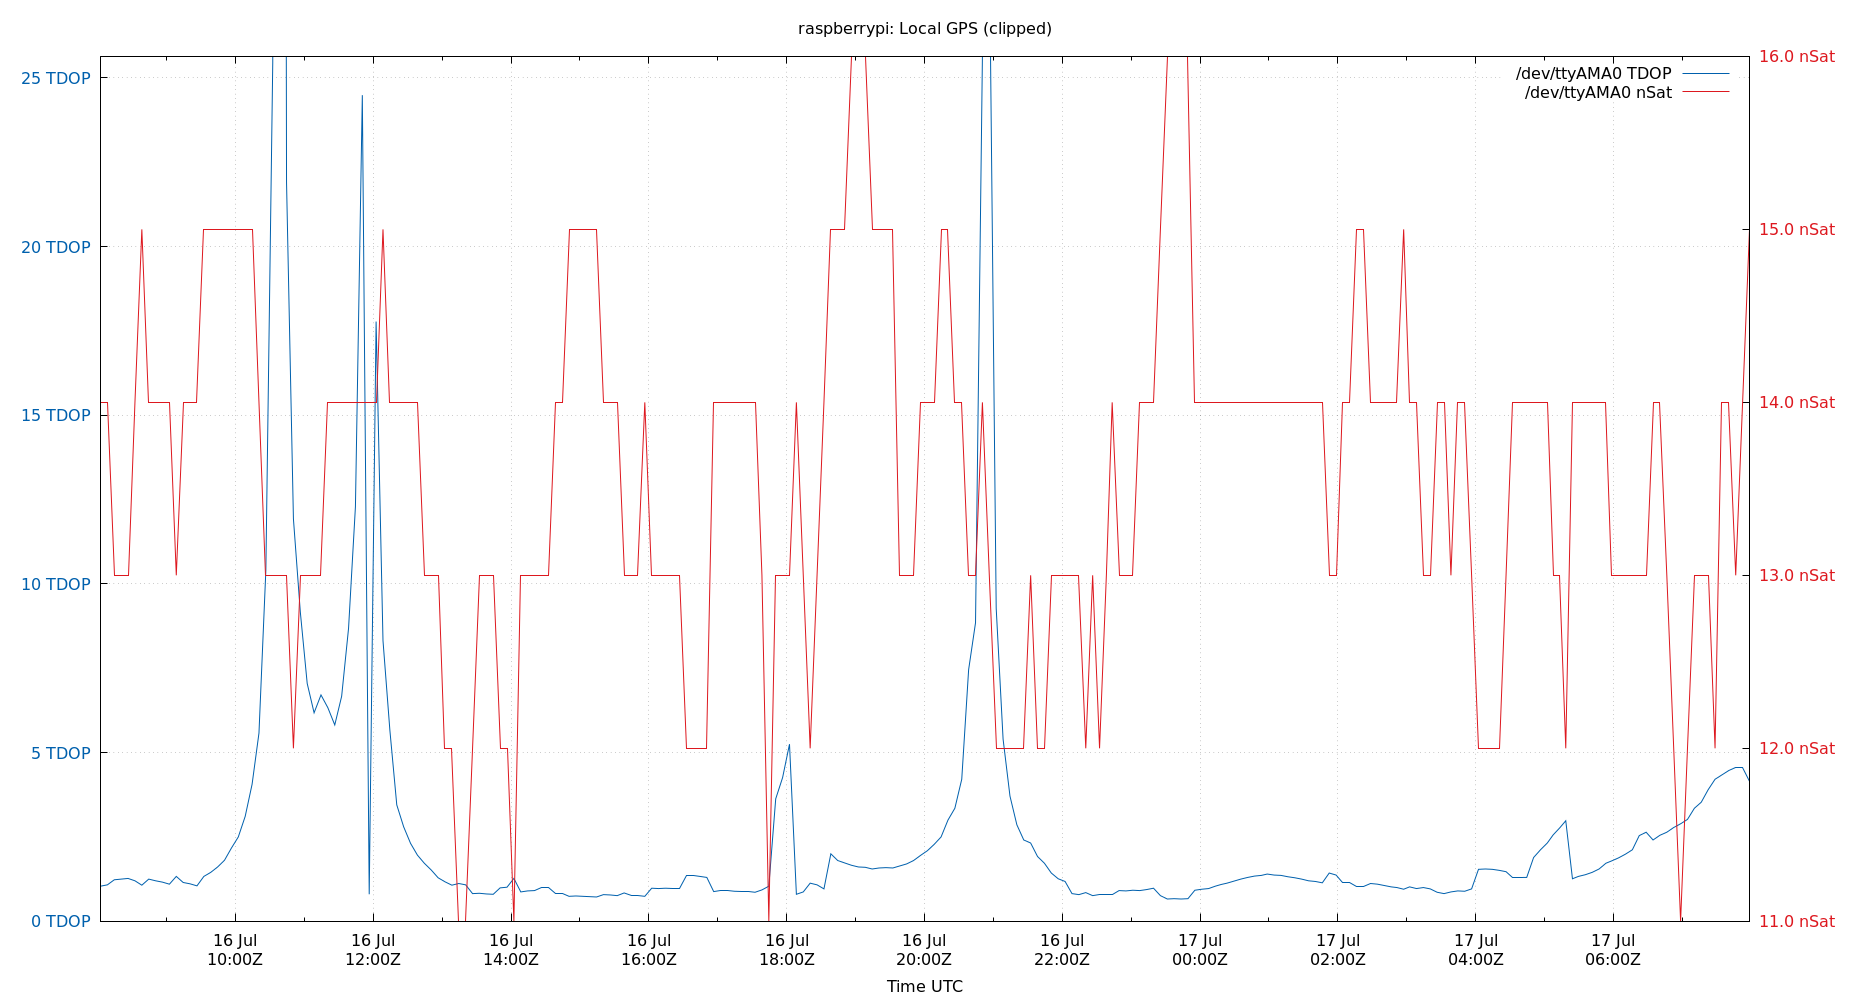 raspberrypi: Local GPS (clipped)
25 TDOP
20 TDOP
15 TDOP
10 TDOP
5 TDOP
0 TDOP
16.0 nSat
15.0 nSat
14.0 nSat
13.0 nSat
12.0 nSat
11.0 nSat
/dev/ttyAMA0 TDOP
/dev/ttyAMA0 nSat
16 Jul
10:00Z
16 Jul
12:00Z
16 Jul
14:00Z
16 Jul
16:00Z
16 Jul
18:00Z
16 Jul
20:00Z
16 Jul
22:00Z
17 Jul
00:00Z
17 Jul
02:00Z
17 Jul
04:00Z
17 Jul
06:00Z
Time UTC